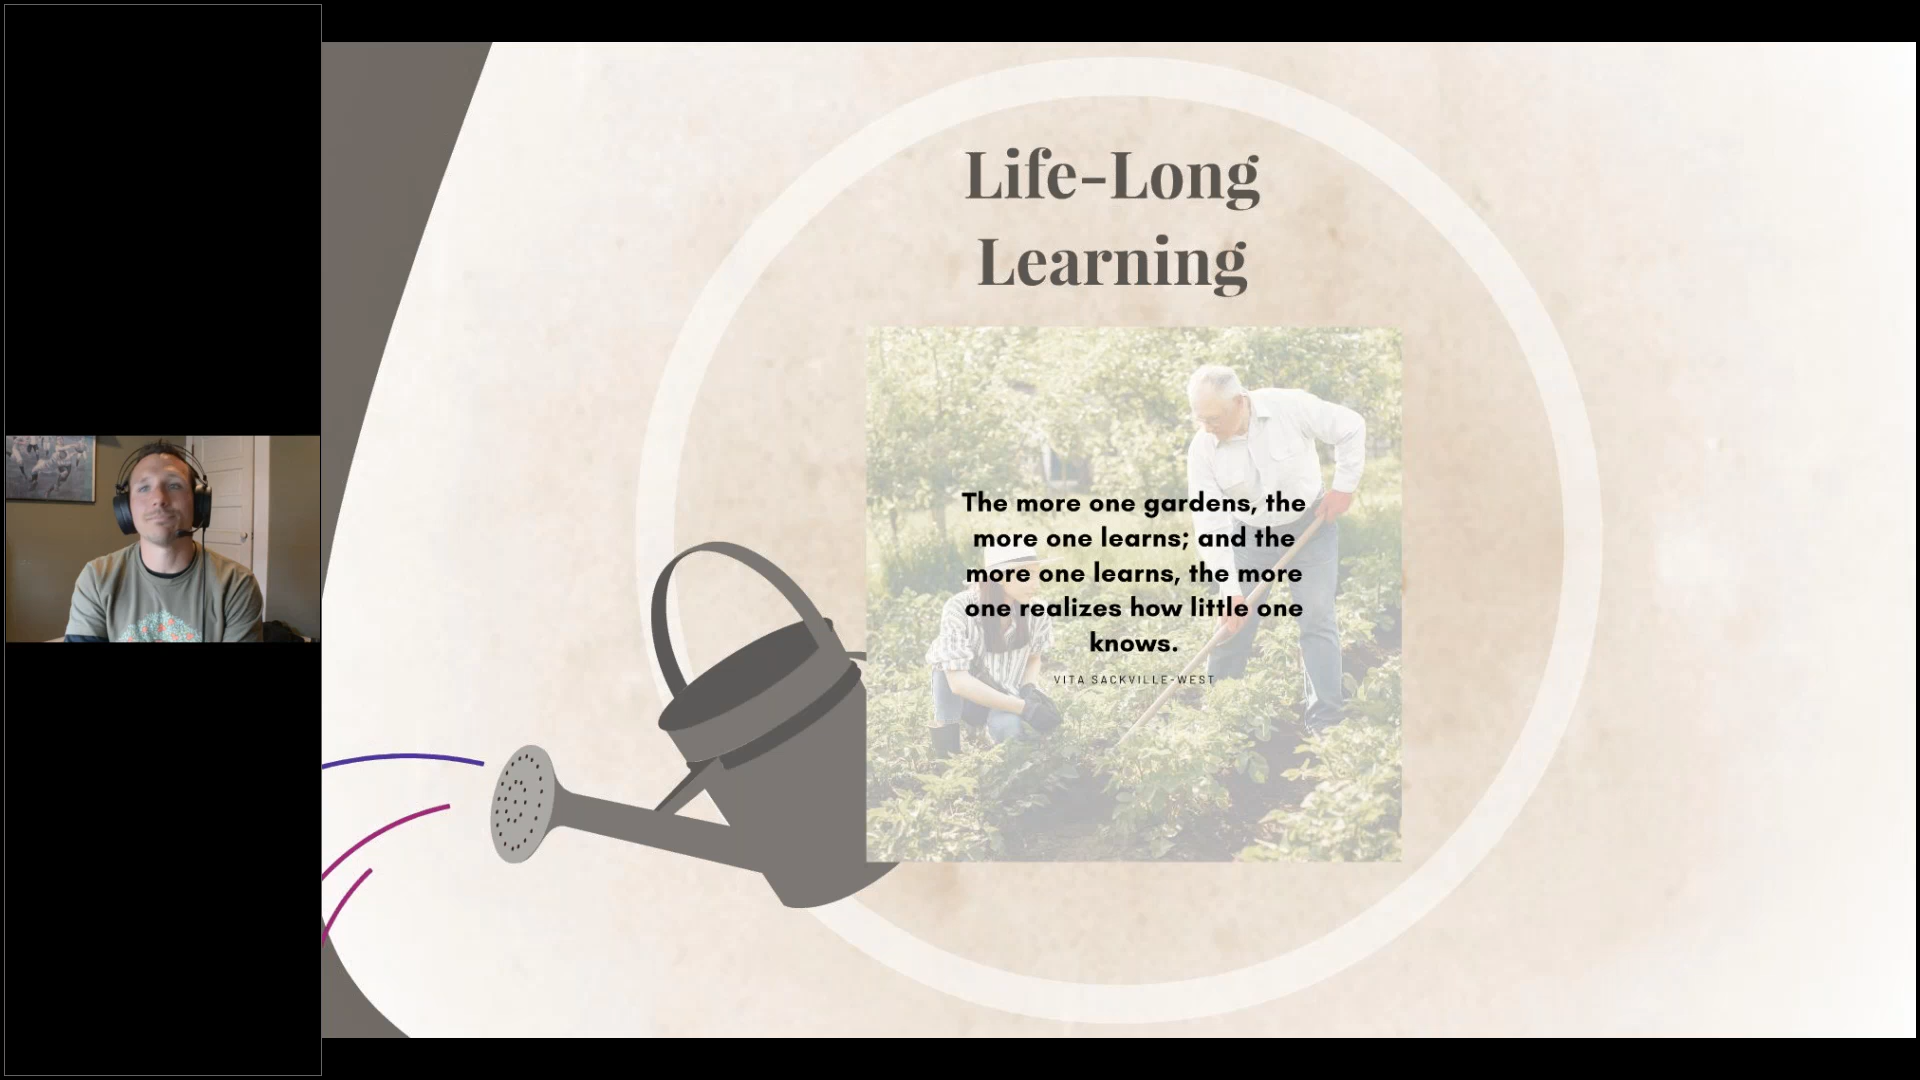 Life-Long
Learning
The more one gardens, the
more one learns; and the
more one learns, the more
one realizes how little one
knows.
VITA SACKVILLE-WEST